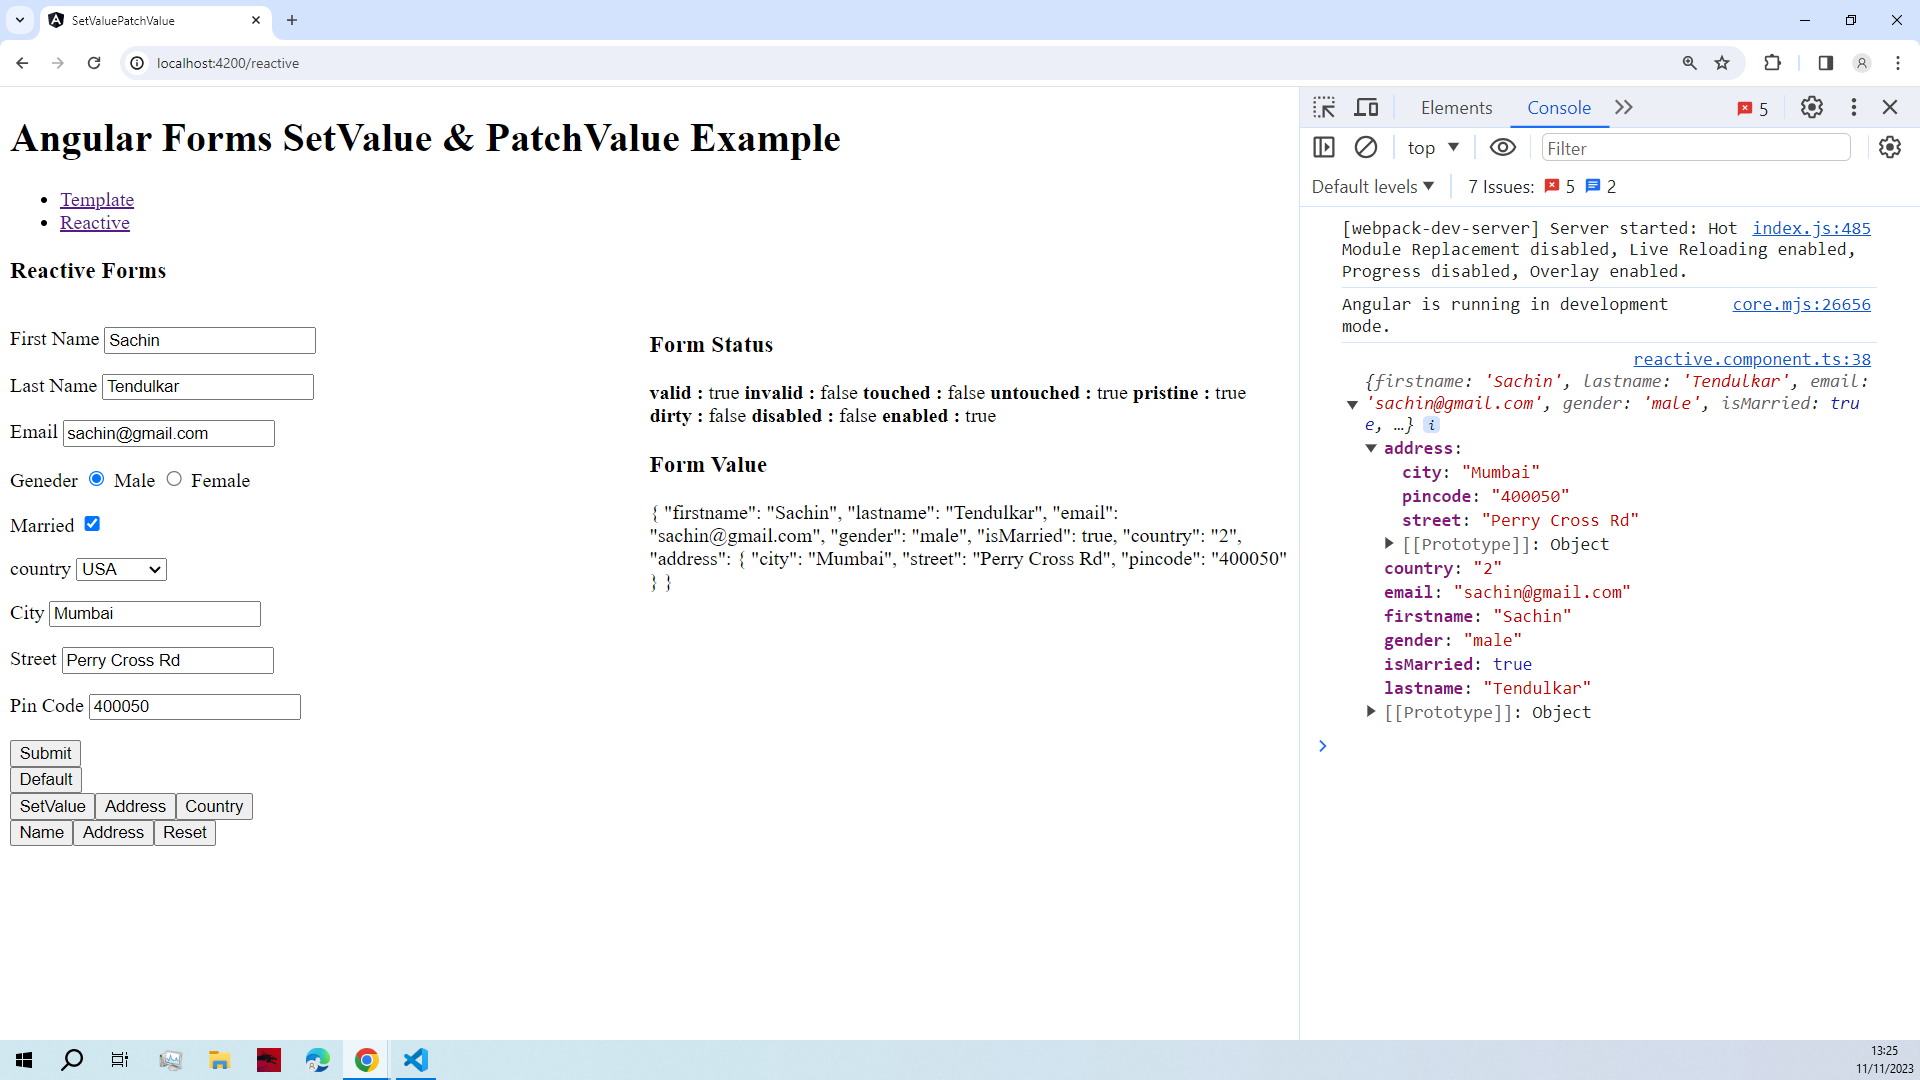 SetValuePatchValue
localhost:4200/reactive
Angular Forms SetValue & PatchValue Example
Template
Reactive
Reactive Forms
First Name Sachin
Last Name Tendulkar
Email sachin@gmail.com
Geneder Male Female
Married
country USA
City Mumbai
Street Perry Cross Rd
Pin Code 400050
Submit
Default
SetValue Address Country
Name Address Reset
Form Status
valid : true invalid : false touched : false untouched : true pristine : true
dirty : false disabled : false enabled : true
Form Value
{ "firstname": "Sachin", "lastname": "Tendulkar", "email":
"sachin@gmail.com", "gender": "male", "isMarried": true, "country": "2",
"address": { "city": "Mumbai", "street": "Perry Cross Rd", "pincode": "400050"
} }
Elements Console 5
top Filter
Default levels 7 Issues: 5 2
[webpack-dev-server] Server started: Hot index.js:485
Module Replacement disabled, Live Reloading enabled,
Progress disabled, Overlay enabled.
Angular is running in development core.mjs:26656
mode.
reactive.component.ts:38
{firstname: 'Sachin', lastname: 'Tendulkar', email:
'sachin@gmail.com', gender: 'male', isMarried: tru
e, …} i
address:
city: "Mumbai"
pincode: "400050"
street: "Perry Cross Rd"
[[Prototype]]: Object
country: "2"
email: "sachin@gmail.com"
firstname: "Sachin"
gender: "male"
isMarried: true
lastname: "Tendulkar"
[[Prototype]]: Object
13:25
11/11/2023